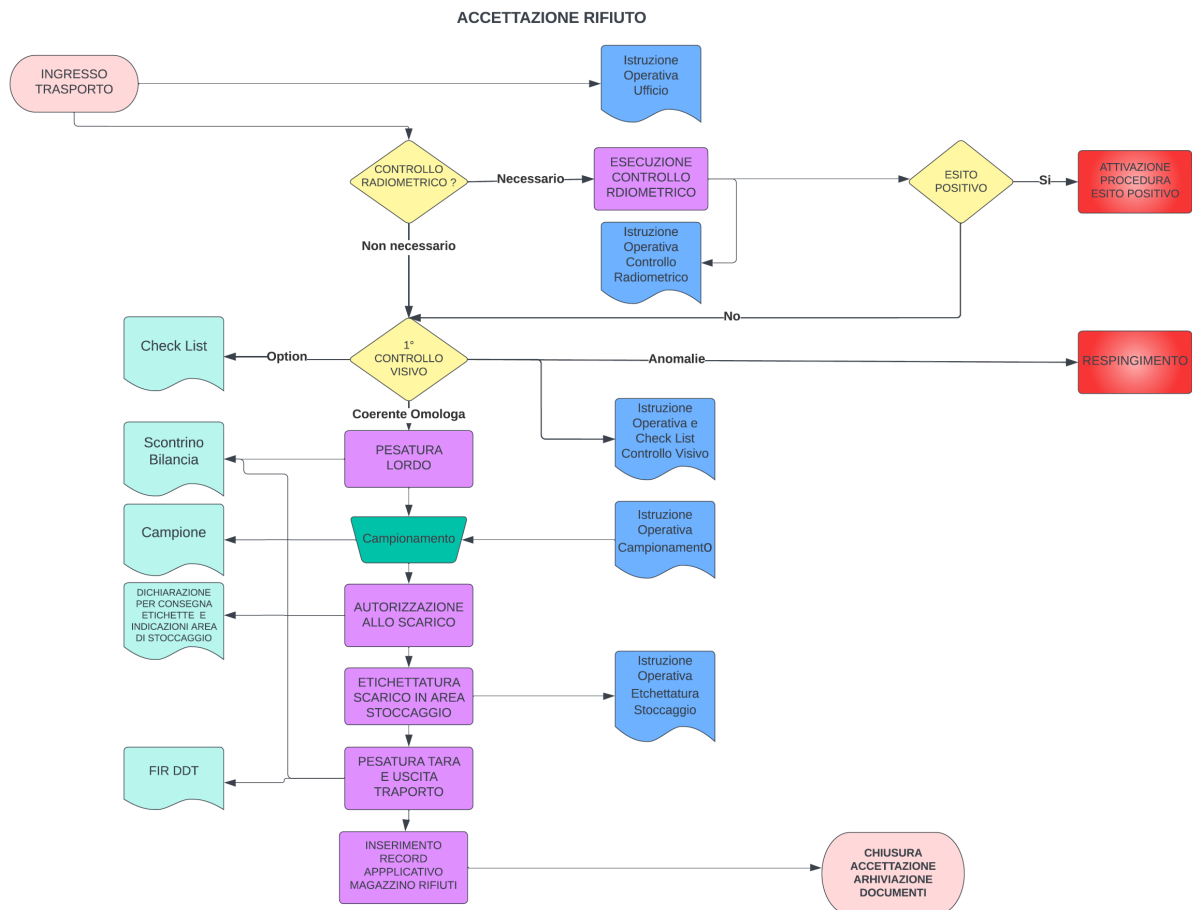 ACCETTAZIONE RIFIUTO
INGRESSO
TRASPORTO
Istruzione
Operativa
Ufficio
CONTROLLO
RADIOMETRICO ?
Necessario
ESECUZIONE
CONTROLLO
RDIOMETRICO
ESITO
POSITIVO
Si
ATTIVAZIONE
PROCEDURA
ESITO POSITIVO
Non necessario
Istruzione
Operativa
Controllo
Radiometrico
No
Check List
Option
1°
CONTROLLO
VISIVO
Anomalie
RESPINGIMENTO
Coerente Omologa
Istruzione
Operativa e
Check List
Controllo Visivo
Scontrino
Bilancia
PESATURA
LORDO
Campione
Campionamento
Istruzione
Operativa
Campionamento
DICHIARAZIONE
PER CONSEGNA
ETICHETTE E
INDICAZIONI AREA
DI STOCCAGGIO
AUTORIZZAZIONE
ALLO SCARICO
ETICHETTATURA
SCARICO IN AREA
STOCCAGGIO
Istruzione
Operativa
Etchettatura
Stoccaggio
FIR DDT
PESATURA TARA
E USCITA
TRAPORTO
INSERIMENTO
RECORD
APPPLICATIVO
MAGAZZINO RIFIUTI
CHIUSURA
ACCETTAZIONE
ARHIVIAZIONE
DOCUMENTI